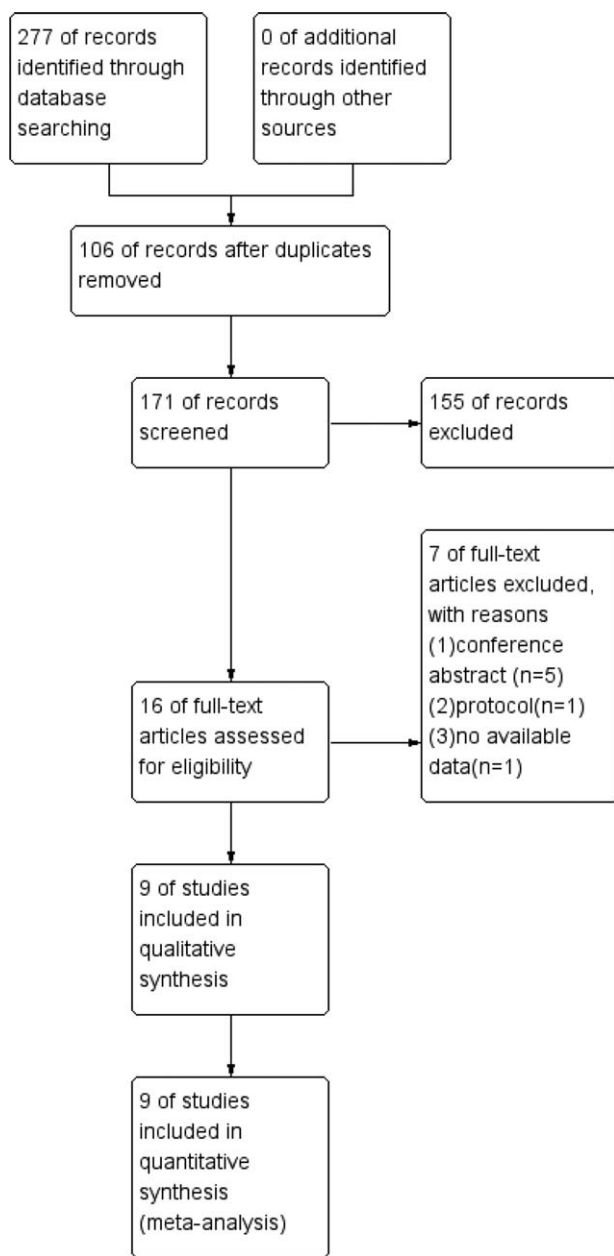 277 of records
identified through
database
searching
0 of additional
records identified
through other
sources
106 of records after duplicates
removed
171 of records
screened
155 of records
excluded
7 of full-text
articles excluded,
with reasons
(1)conference
abstract (n=5)
(2)protocol(n=1)
(3)no available
data(n=1)
16 of full-text
articles assessed
for eligibility
9 of studies
included in
qualitative
synthesis
9 of studies
included in
quantitative
synthesis
(meta-analysis)